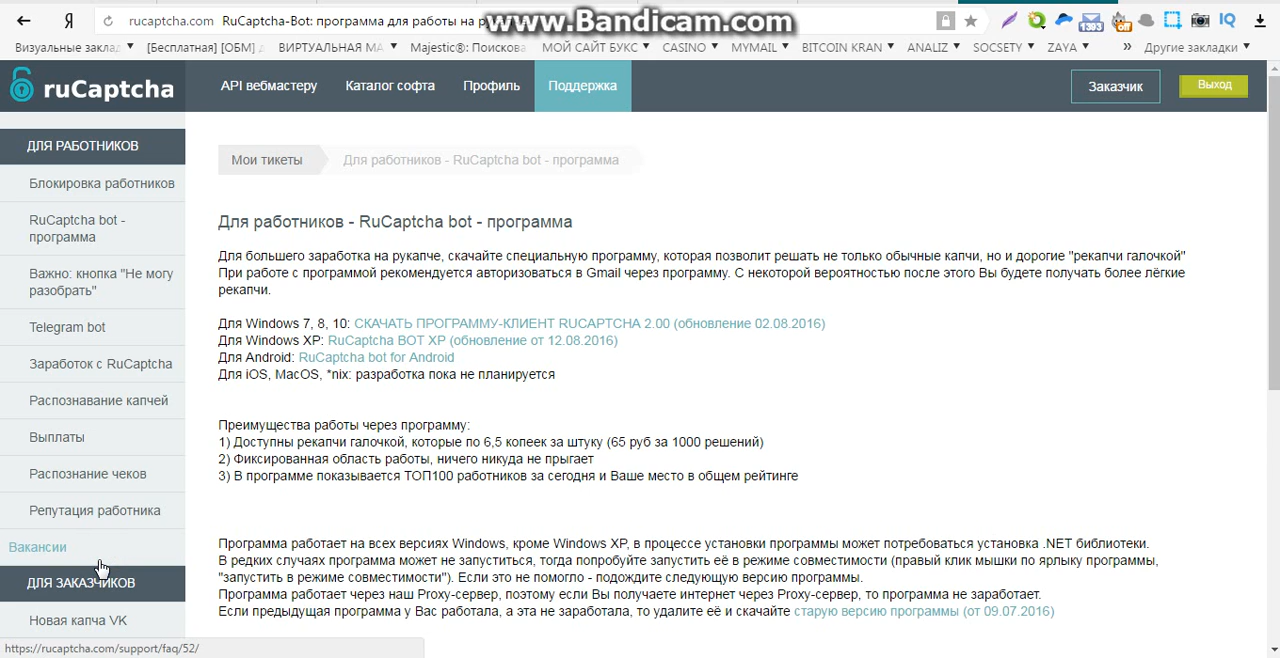 rucaptcha.com RuCaptcha-Bot: программа для работы на
www.Bandicam.com
Визуальные заклад
[Бесплатная] [ОБМ]
ВИРТУАЛЬНАЯ МА
Majestic®: Поискова
МОЙ САЙТ БУКС
CASINO
MYMAIL
BITCOIN KRAN
ANALIZ
SOCSETY
ZAYA
» Другие закладки
ruCaptcha
API вебмастеру
Каталог софта
Профиль
Поддержка
Заказчик
Выход
ДЛЯ РАБОТНИКОВ
Блокировка работников
RuCaptcha bot -
программа
Важно: кнопка "Не могу
разобрать"
Telegram bot
Заработок с RuCaptcha
Распознавание капчей
Выплаты
Распознание чеков
Репутация работника
Вакансии
ДЛЯ ЗАКАЗЧИКОВ
Новая капча VK
https://rucaptcha.com/support/faq/52/
Мои тикеты
Для работников - RuCaptcha bot - программа
Для работников - RuCaptcha bot - программа
Для большего заработка на рукапче, скачайте специальную программу, которая позволит решать не только обычные капчи, но и дорогие "рекапчи галочкой"
При работе с программой рекомендуется авторизоваться в Gmail через программу. С некоторой вероятностью после этого Вы будете получать более лёгкие
рекапчи.
Для Windows 7, 8, 10: СКАЧАТЬ ПРОГРАММУ-КЛИЕНТ RUCAPTCHA 2.00 (обновление 02.08.2016)
Для Windows XP: RuCaptcha BOT XP (обновление от 12.08.2016)
Для Android: RuCaptcha bot for Android
Для iOS, MacOS, *nix: разработка пока не планируется
Преимущества работы через программу:
1) Доступны рекапчи галочкой, которые по 6,5 копеек за штуку (65 руб за 1000 решений)
2) Фиксированная область работы, ничего никуда не прыгает
3) В программе показывается ТОП100 работников за сегодня и Ваше место в общем рейтинге
Программа работает на всех версиях Windows, кроме Windows XP, в процессе установки программы может потребоваться установка .NET библиотеки.
В редких случаях программа может не запуститься, тогда попробуйте запустить её в режиме совместимости (правый клик мышки по ярлыку программы,
"запустить в режиме совместимости"). Если это не помогло - подождите следующую версию программы.
Программа работает через наш Proxy-сервер, поэтому если Вы получаете интернет через Proxy-сервер, то программа не заработает.
Если предыдущая программа у Вас работала, а эта не заработала, то удалите её и скачайте старую версию программы (от 09.07.2016)